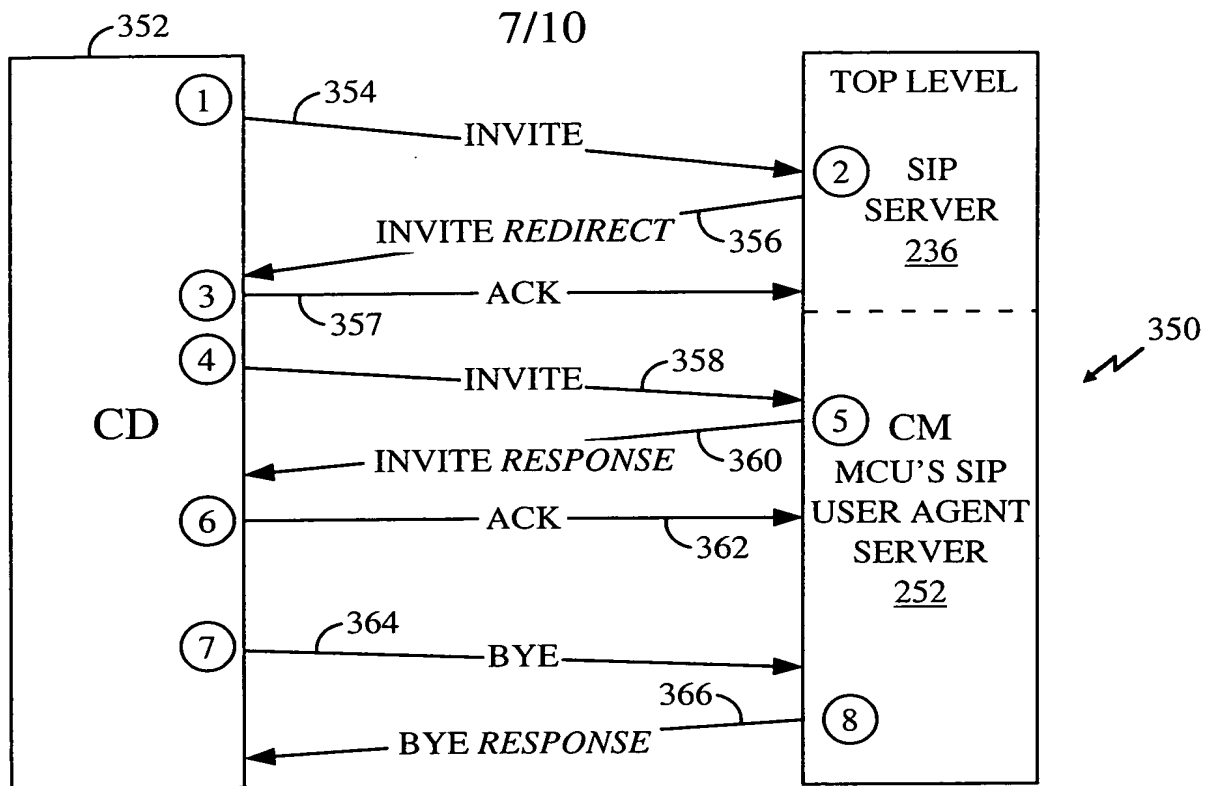 7/10
352
TOP LEVEL
1
354
INVITE
2
SIP
SERVER
236
INVITE REDIRECT
356
3
ACK
357
350
4
358
INVITE
CD
5
CM
INVITE RESPONSE
360
MCU'S SIP
USER AGENT
SERVER
252
6
ACK
362
7
364
BYE
366
8
BYE RESPONSE